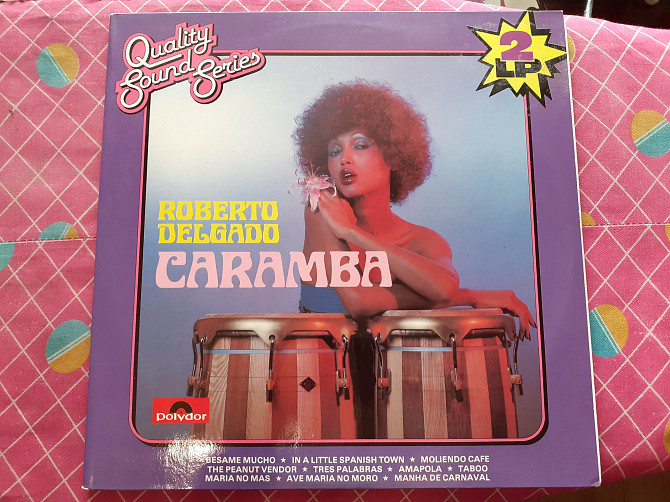 Quality
Sound Series
2
LP
ROBERTO
DELGADO
CARAMBA
Polydor
BESAME MUCHO ★ IN A LITTLE SPANISH TOWN ★ MOLIENDO CAFE
THE PEANUT VENDOR ★ TRES PALABRAS ★ AMAPOLA ★ TABOO
MARIA NO MAS ★ AVE MARIA NO MORO ★ MANHA DE CARNAVAL